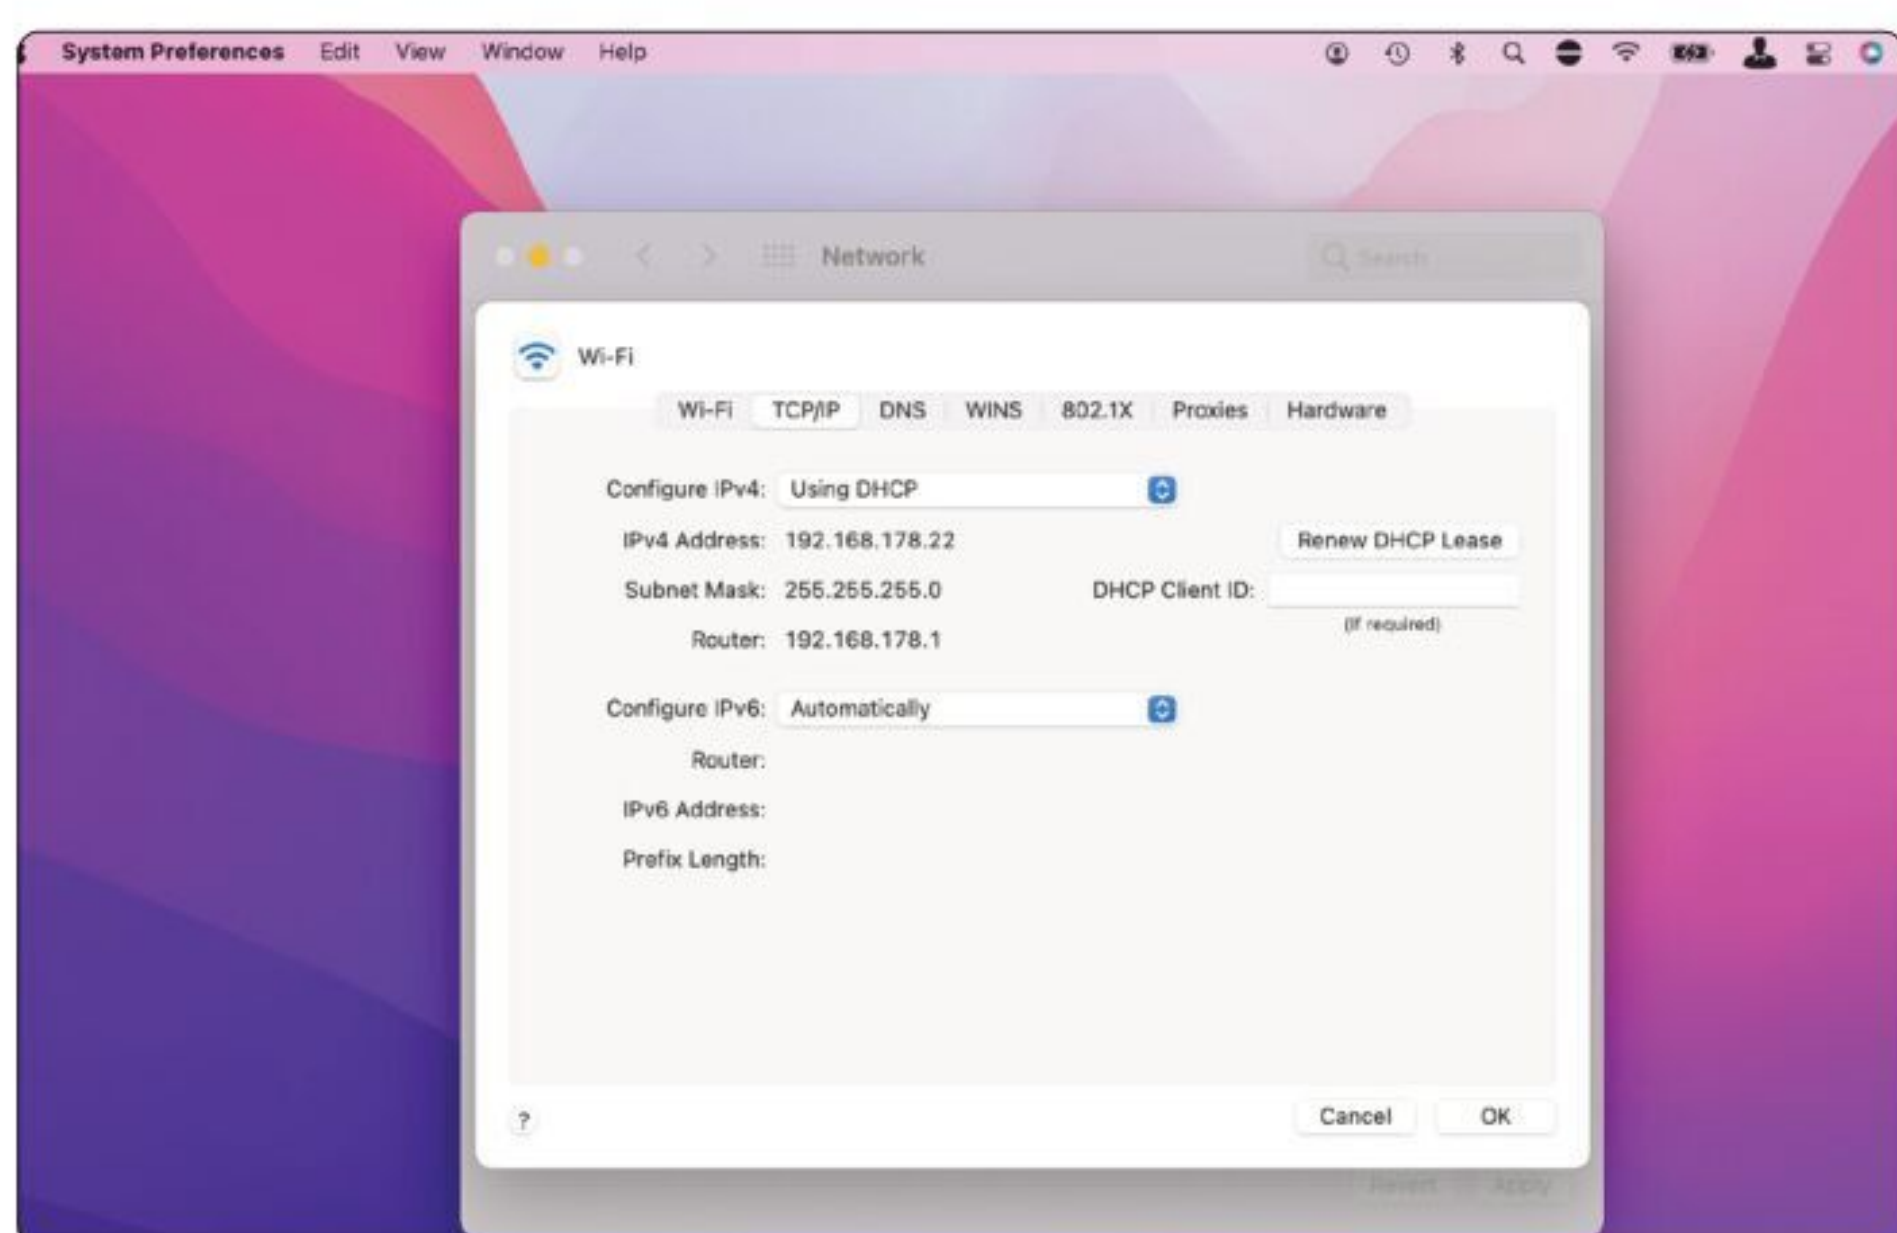 System Preferences Edit View Window Help
Network
Search
Wi-Fi
Wi-Fi TCP/IP DNS WINS 802.1X Proxies Hardware
Configure IPv4: Using DHCP
IPv4 Address: 192.168.178.22
Renew DHCP Lease
Subnet Mask: 255.255.255.0
DHCP Client ID:
(If required)
Router: 192.168.178.1
Configure IPv6: Automatically
Router:
IPv6 Address:
Prefix Length:
?
Cancel OK
Revert Apply